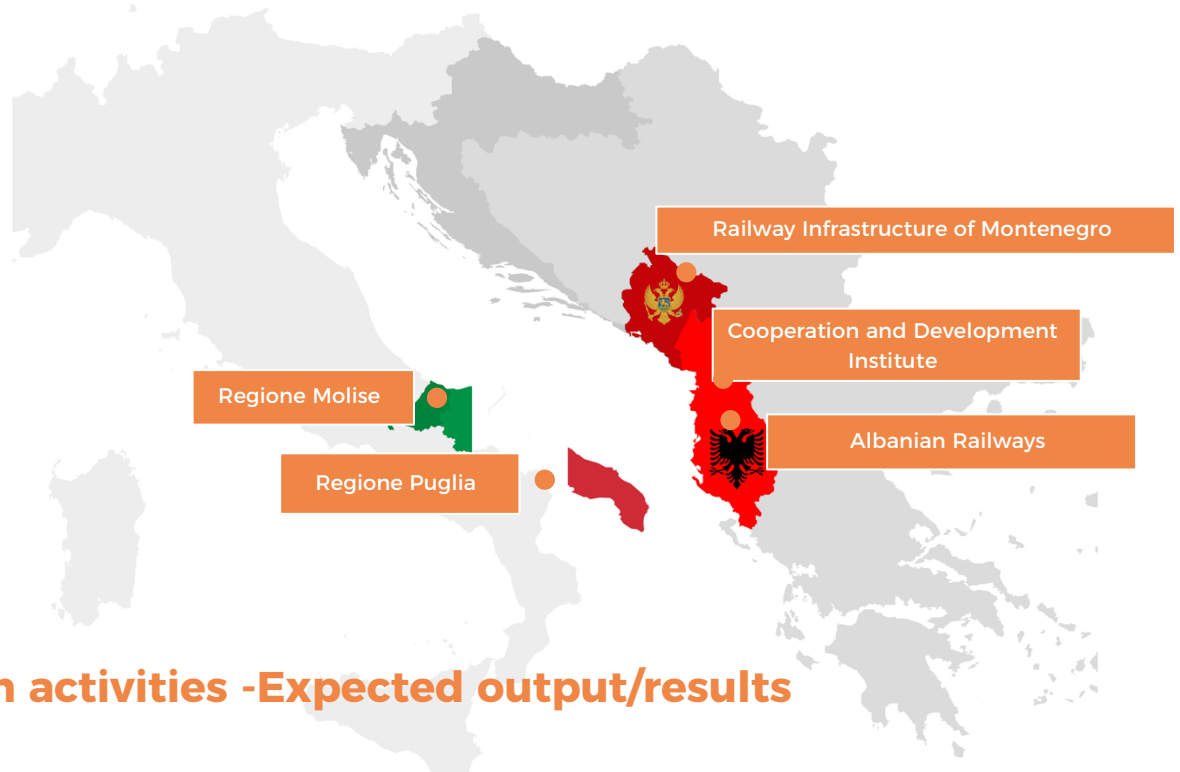 Railway Infrastructure of Montenegro
Cooperation and Development
Institute
Regione Molise
Albanian Railways
Regione Puglia
activities -Expected output/results